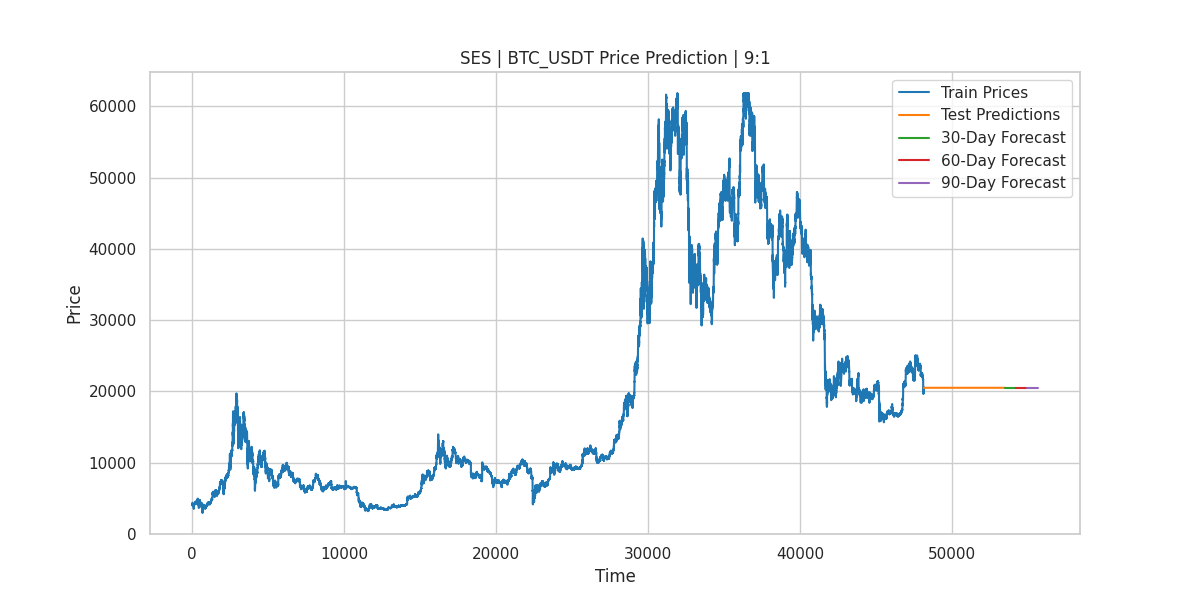 SES | BTC_USDT Price Prediction | 9:1
Train Prices
Test Predictions
30-Day Forecast
60-Day Forecast
90-Day Forecast
Price
60000
50000
40000
30000
20000
10000
0
0 10000 20000 30000 40000 50000
Time